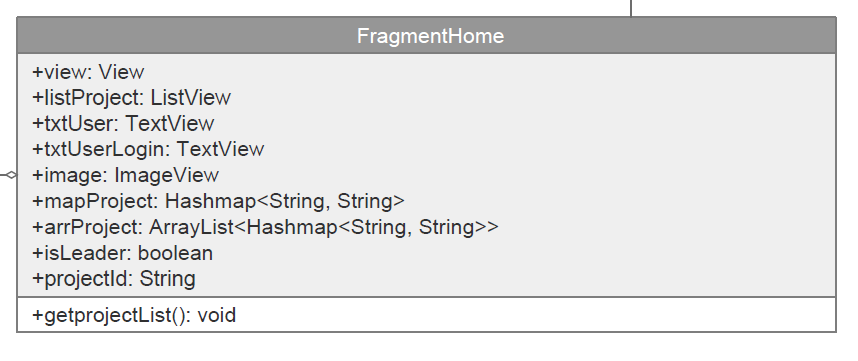 FragmentHome
+view: View
+listProject: ListView
+txtUser: TextView
+txtUserLogin: TextView
+image: ImageView
+mapProject: Hashmap<String, String>
+arrProject: ArrayList<Hashmap<String, String>>
+isLeader: boolean
+projectId: String
+getprojectList(): void